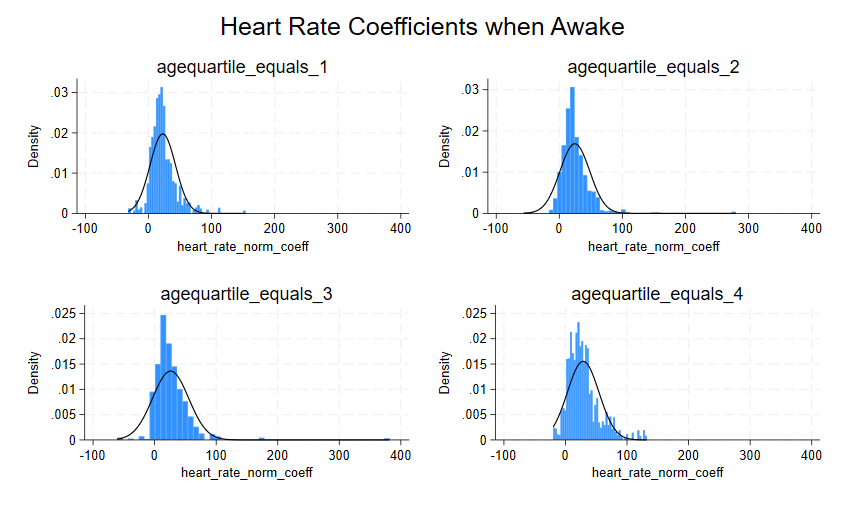 Heart Rate Coefficients when Awake
agequartile_equals_1
Density
.03
.02
.01
0
-100 0 100 200 300 400
heart_rate_norm_coeff
agequartile_equals_2
Density
.03
.02
.01
0
-100 0 100 200 300 400
heart_rate_norm_coeff
agequartile_equals_3
Density
.025
.02
.015
.01
.005
0
-100 0 100 200 300 400
heart_rate_norm_coeff
agequartile_equals_4
Density
.025
.02
.015
.01
.005
0
-100 0 100 200 300 400
heart_rate_norm_coeff